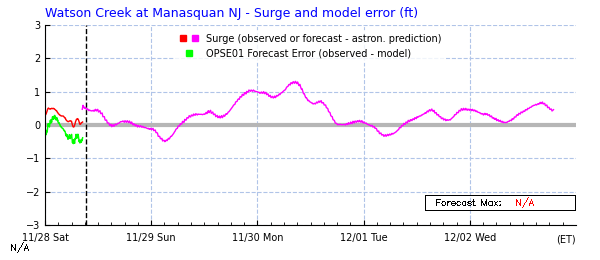 Watson Creek at Manasquan NJ - Surge and model error (ft)
3
Surge (observed or forecast - astron. prediction)
OPSE01 Forecast Error (observed - model)
2
1
0
−1
−2
Forecast Max: N/A
−3
11/28 Sat 11/29 Sun 11/30 Mon 12/01 Tue 12/02 Wed (ET)
N/A